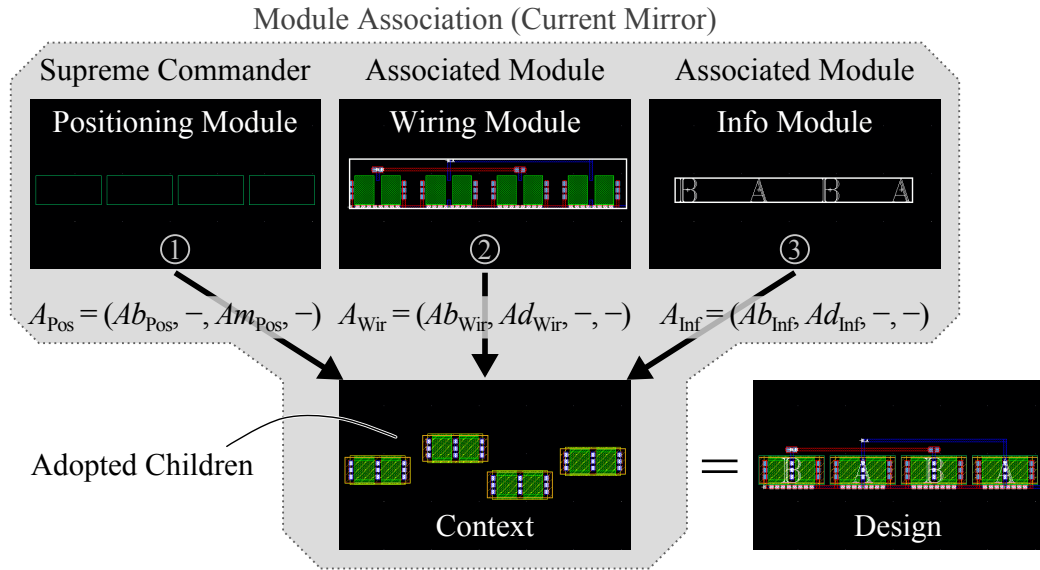 Module Association (Current Mirror)
Supreme Commander Associated Module Associated Module
Positioning Module Wiring Module Info Module
B A B A
① ② ③
A_Pos = (Ab_Pos, −, Am_Pos, −) A_Wir = (Ab_Wir, Ad_Wir, −, −) A_Inf = (Ab_Inf, Ad_Inf, −, −)
Adopted Children
=
B A B A
Context Design